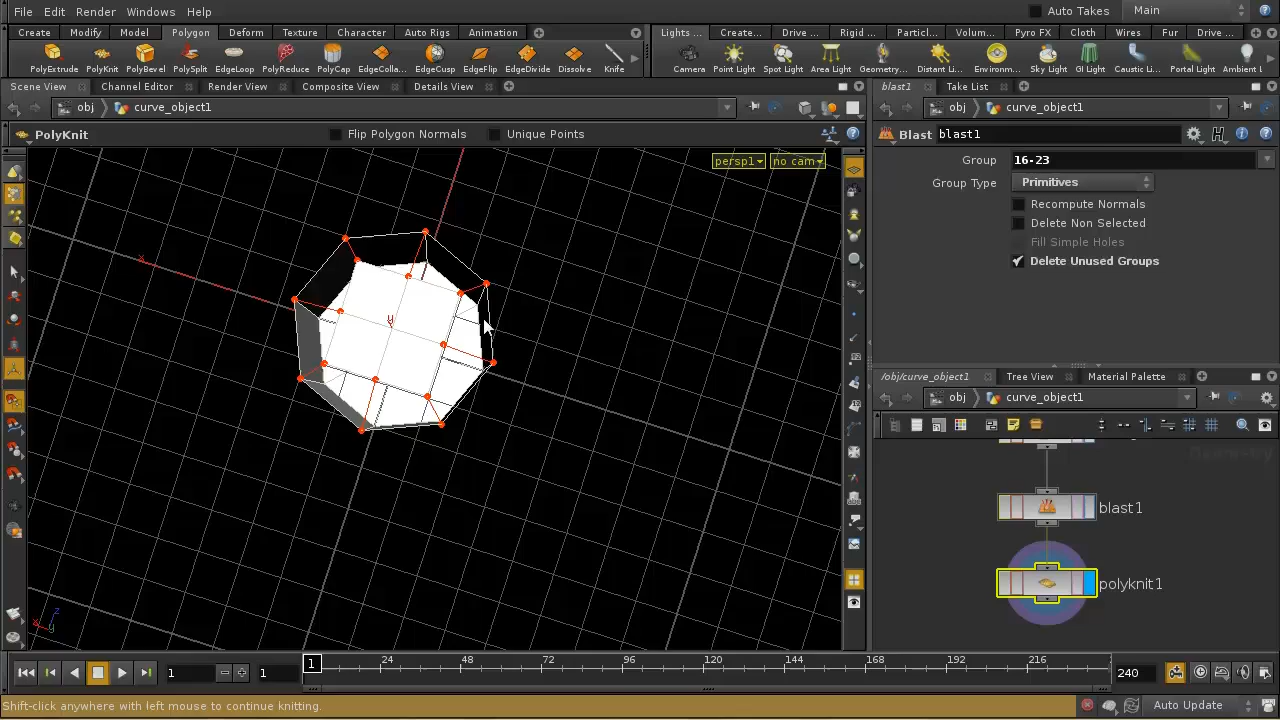 File Edit Render Windows Help Auto Takes Main
Create Modify Model Polygon Deform Texture Character Auto Rigs Animation Lights ... Create... Drive ... Rigid ... Particl... Volum... Pyro FX Cloth Wires Fur Drive ...
PolyExtrude PolyKnit PolyBevel PolySplit EdgeLoop PolyReduce PolyCap EdgeColla... EdgeCusp EdgeFlip EdgeDivide Dissolve Knife Camera Point Light Spot Light Area Light Geometry... Distant Li... Environm... Sky Light GI Light Caustic Li... Portal Light Ambient L
Scene View Channel Editor Render View Composite View Details View blast1 Take List
obj curve_object1 obj curve_object1
PolyKnit Flip Polygon Normals Unique Points Blast blast1
persp1 no cam
Group 16-23
Group Type Primitives
Recompute Normals
Delete Non Selected
Fill Simple Holes
Delete Unused Groups
x
y
/obj/curve_object1 Tree View Material Palette
obj curve_object1
blast1
polyknit1
z
x
y
1 1 1 24 48 72 96 120 144 168 192 216 240
Shift-click anywhere with left mouse to continue knitting. Auto Update